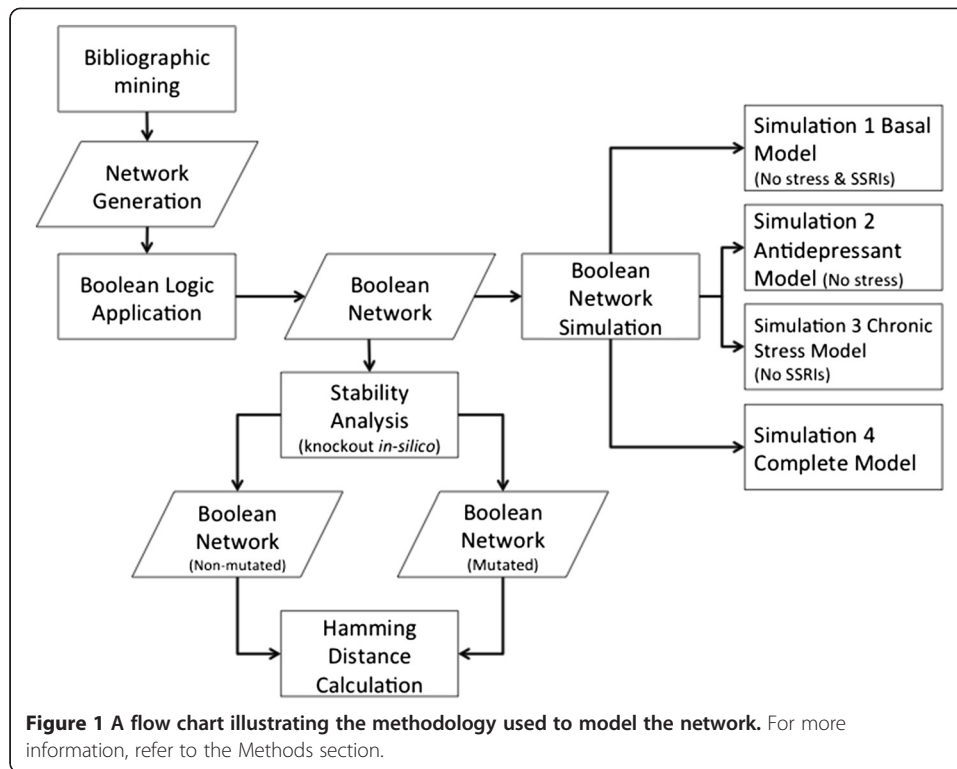 Bibliographic
mining
Network
Generation
Boolean Logic
Application
Boolean
Network
Boolean
Network
Simulation
Simulation 1 Basal
Model
(No stress & SSRIs)
Simulation 2
Antidepressant
Model (No stress)
Simulation 3 Chronic
Stress Model
(No SSRIs)
Simulation 4
Complete Model
Stability
Analysis
(knockout in-silico)
Boolean
Network
(Non-mutated)
Boolean
Network
(Mutated)
Hamming
Distance
Calculation
Figure 1 A flow chart illustrating the methodology used to model the network. For more
information, refer to the Methods section.